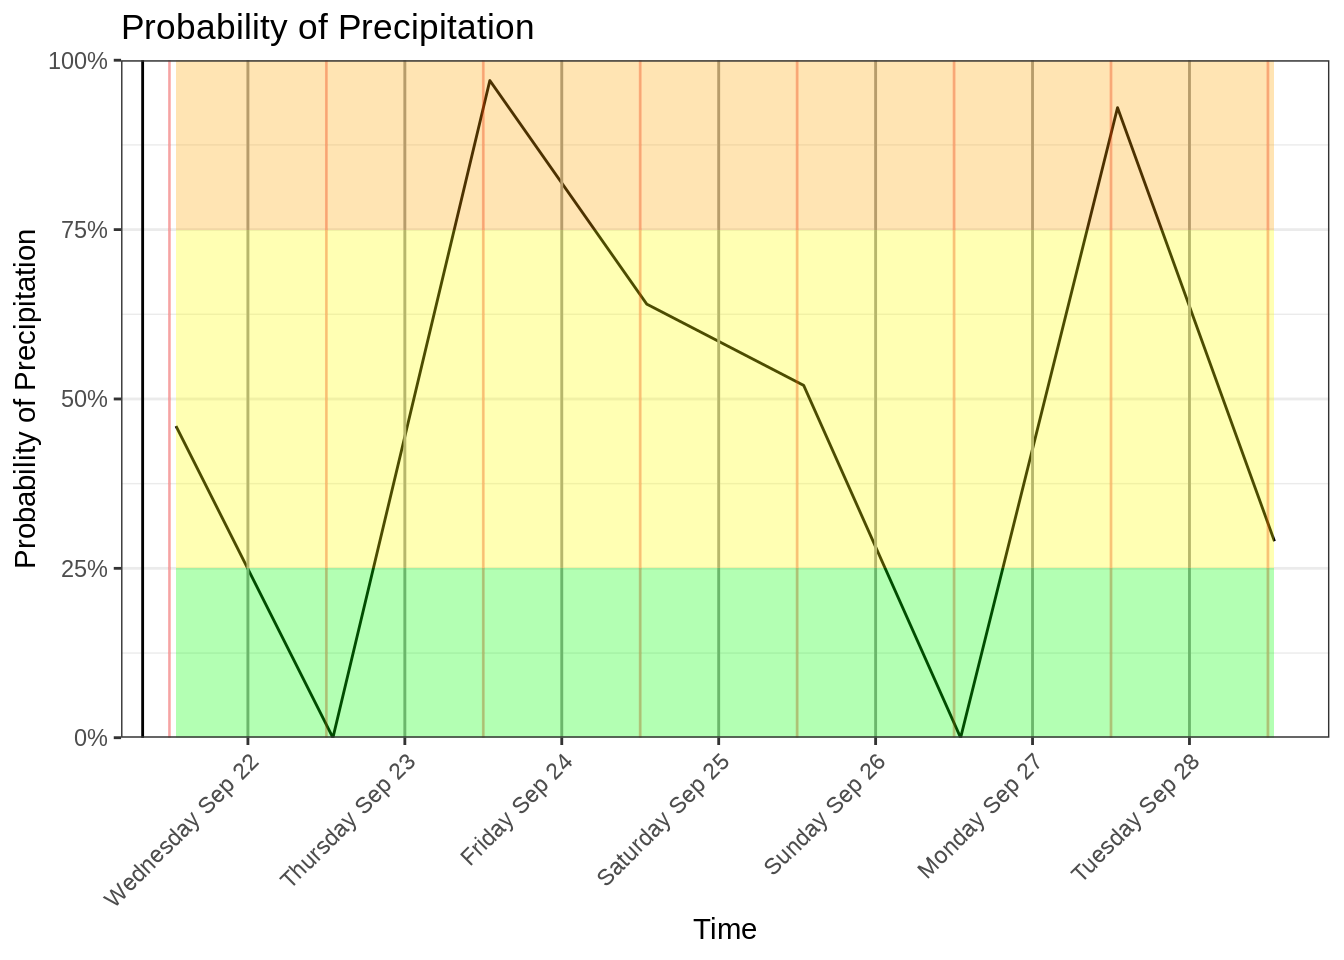 Probability of Precipitation
Probability of Precipitation
100%
75%
50%
25%
0%
Wednesday Sep 22
Thursday Sep 23
Friday Sep 24
Saturday Sep 25
Sunday Sep 26
Monday Sep 27
Tuesday Sep 28
Time